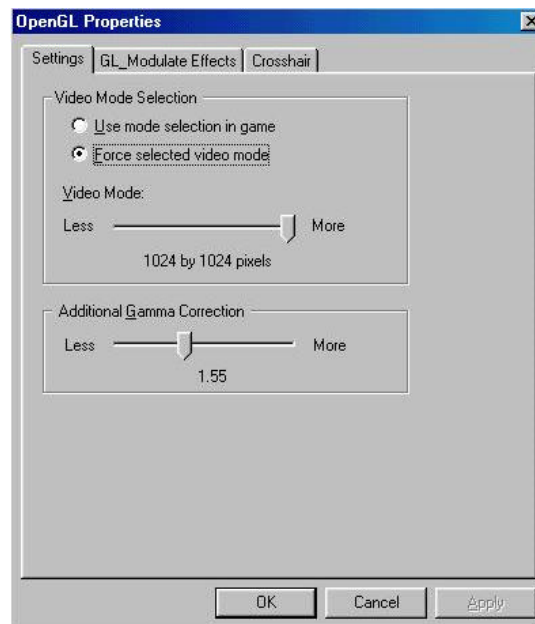 OpenGL Properties
Settings GL_Modulate Effects Crosshair
Video Mode Selection
Use mode selection in game
Force selected video mode
Video Mode:
Less More
1024 by 1024 pixels
Additional Gamma Correction
Less More
1.55
OK Cancel Apply